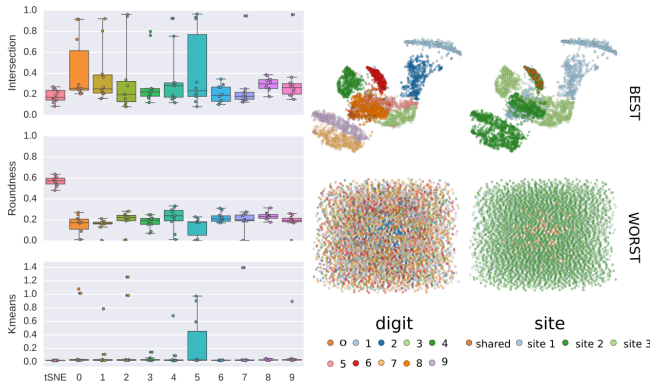 Intersection
1.0
0.8
0.6
0.4
0.2
0.0
Roundness
1.0
0.8
0.6
0.4
0.2
0.0
Kmeans
1.4
1.2
1.0
0.8
0.6
0.4
0.2
0.0
tSNE 0 1 2 3 4 5 6 7 8 9
BEST
WORST
digit
0 1 2 3 4
5 6 7 8 9
site
shared site 1 site 2 site 3